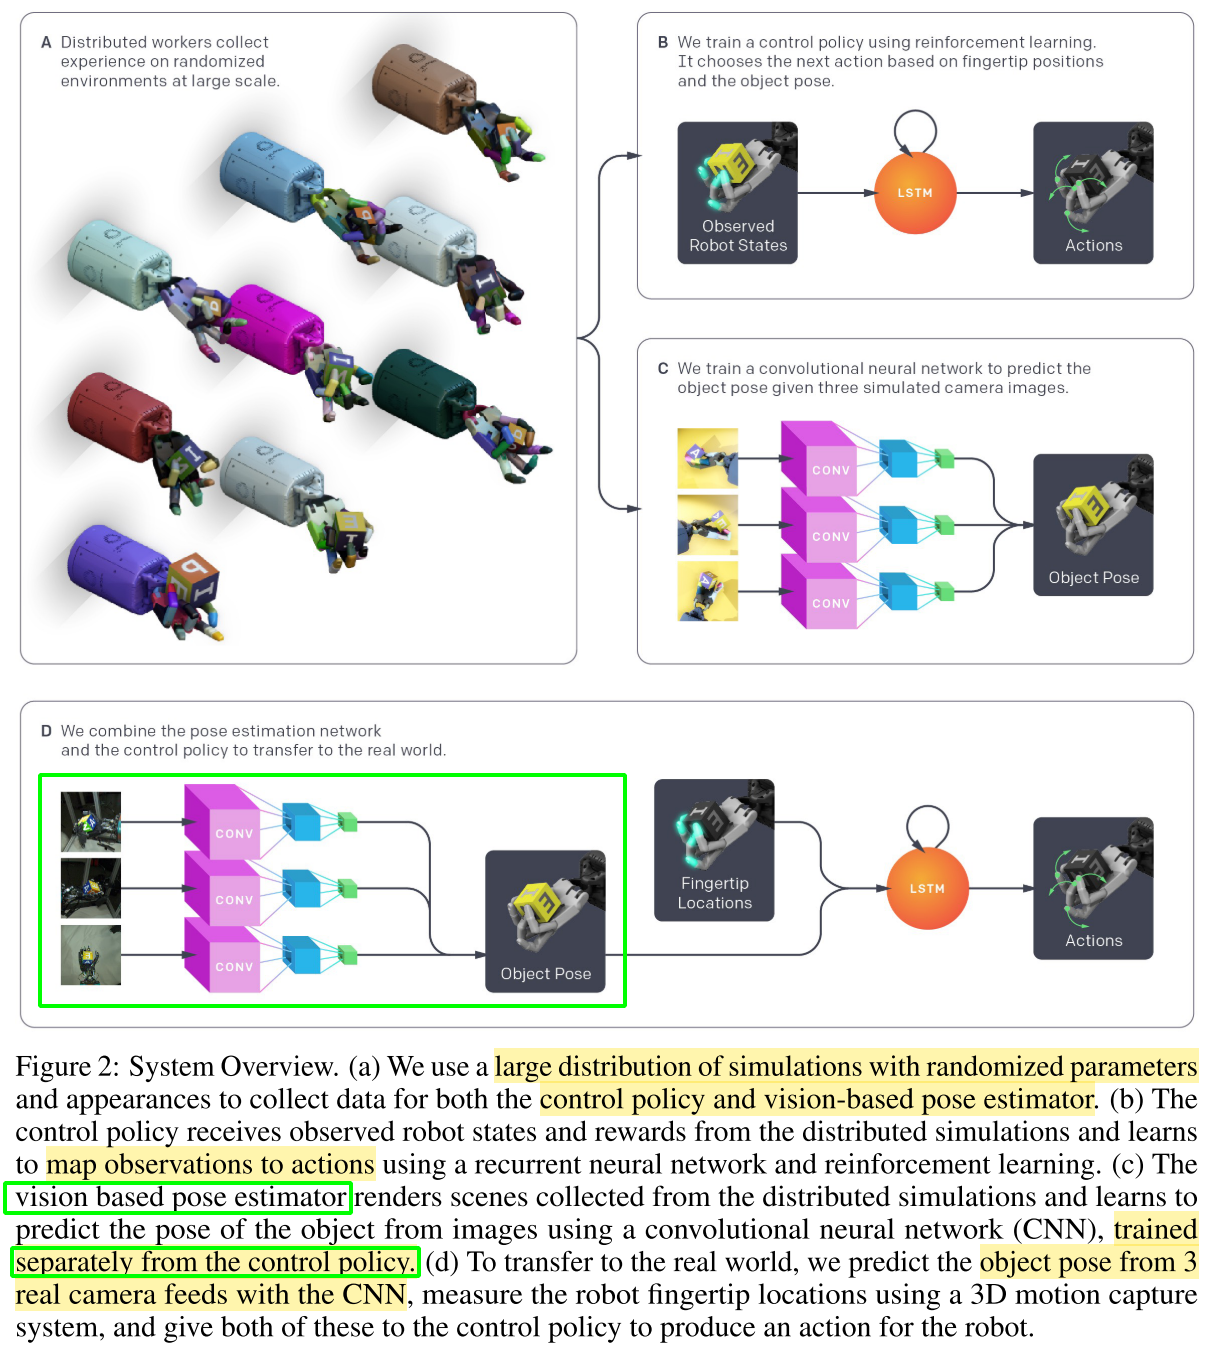 A Distributed workers collect
experience on randomized
environments at large scale.
B We train a control policy using reinforcement learning.
It chooses the next action based on fingertip positions
and the object pose.
Observed
Robot States
LSTM
Actions
C We train a convolutional neural network to predict the
object pose given three simulated camera images.
CONV
CONV
CONV
Object Pose
D We combine the pose estimation network
and the control policy to transfer to the real world.
CONV
CONV
CONV
Object Pose
Fingertip
Locations
LSTM
Actions
Figure 2: System Overview. (a) We use a large distribution of simulations with randomized parameters
and appearances to collect data for both the control policy and vision-based pose estimator. (b) The
control policy receives observed robot states and rewards from the distributed simulations and learns
to map observations to actions using a recurrent neural network and reinforcement learning. (c) The
vision based pose estimator renders scenes collected from the distributed simulations and learns to
predict the pose of the object from images using a convolutional neural network (CNN), trained
separately from the control policy. (d) To transfer to the real world, we predict the object pose from 3
real camera feeds with the CNN, measure the robot fingertip locations using a 3D motion capture
system, and give both of these to the control policy to produce an action for the robot.